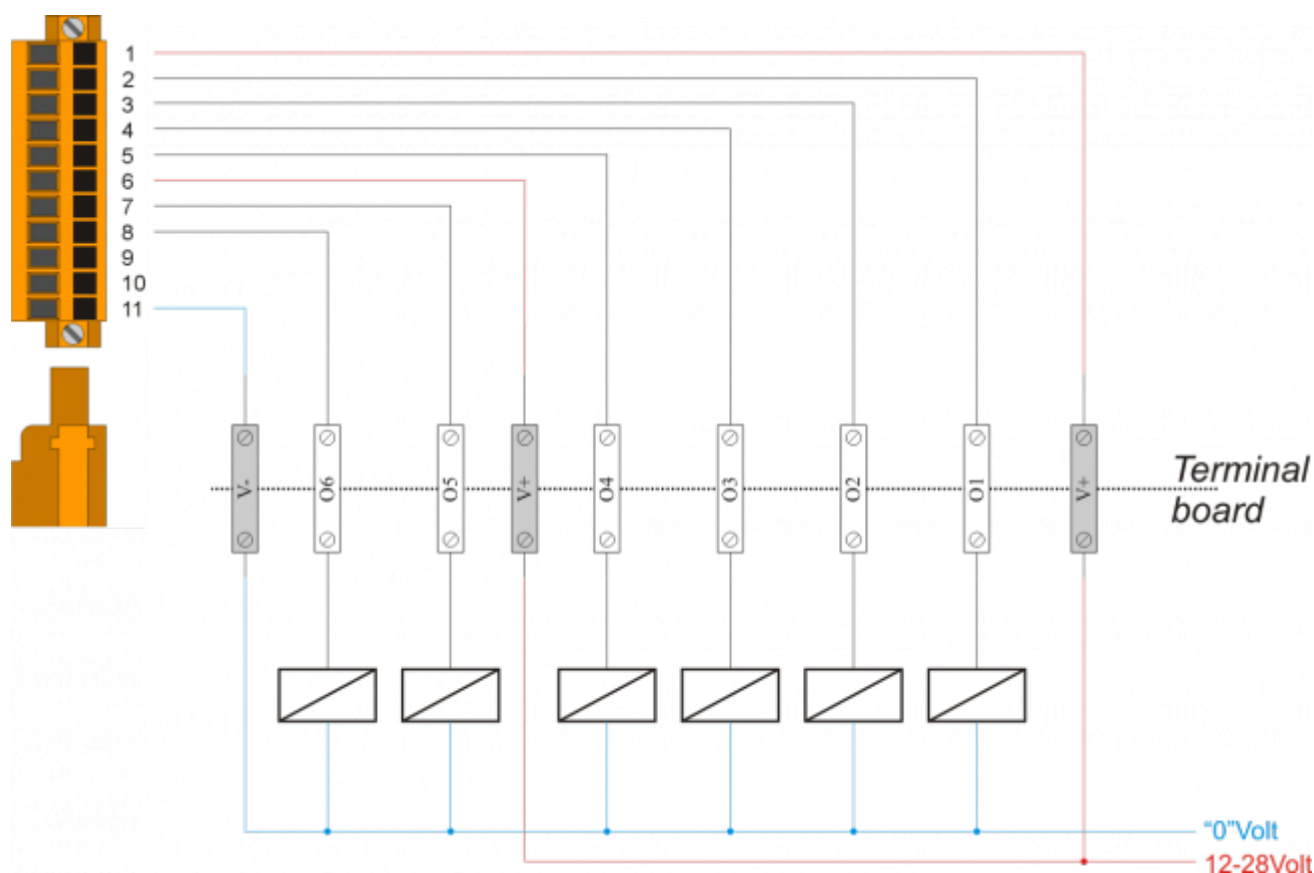 1
2
3
4
5
6
7
8
9
10
11
V-
O6
O5
V+
O4
O3
O2
O1
V+
Terminal
board
“0”Volt
12-28Volt